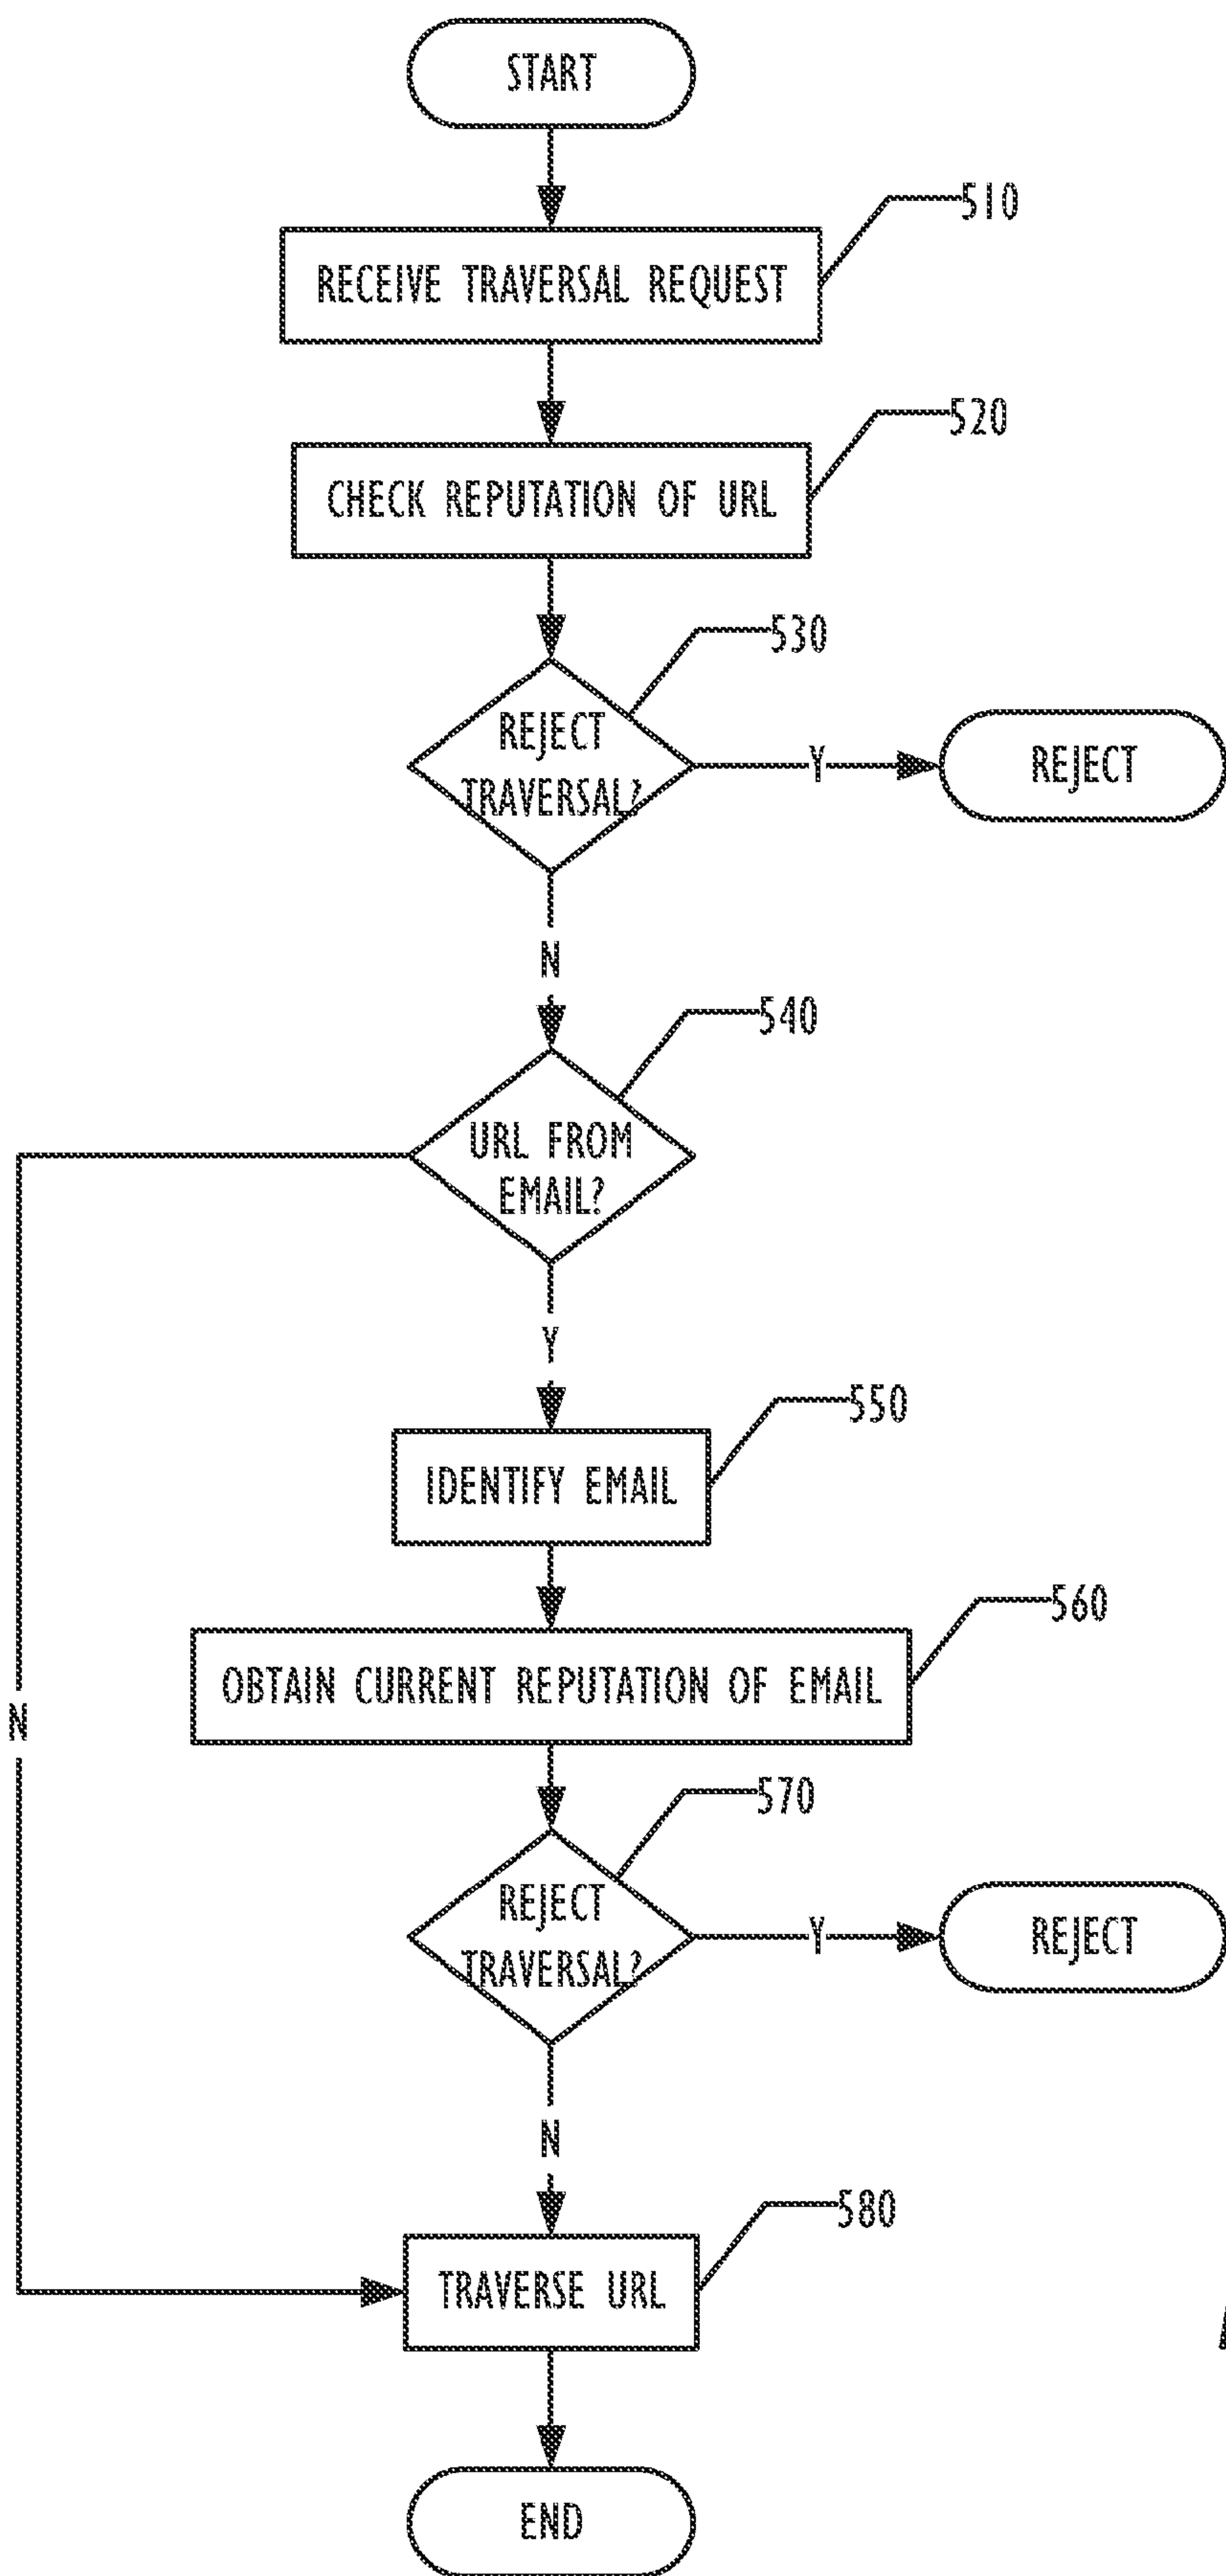 START
510
RECEIVE TRAVERSAL REQUEST
520
CHECK REPUTATION OF URL
530
REJECT
TRAVERSAL?
Y
REJECT
N
540
URL FROM
EMAIL?
Y
550
IDENTIFY EMAIL
560
OBTAIN CURRENT REPUTATION OF EMAIL
N
570
REJECT
TRAVERSAL?
Y
REJECT
N
580
TRAVERSE URL
END